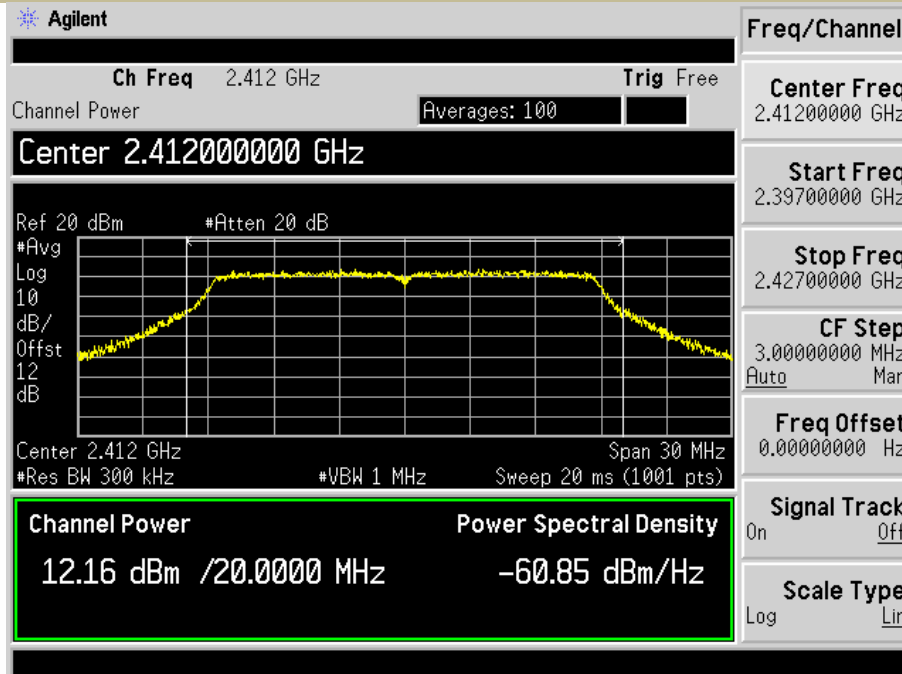 Agilent
Freq/Channel
Ch Freq 2.412 GHz Trig Free
Channel Power Averages: 100
Center 2.412000000 GHz
Ref 20 dBm #Atten 20 dB
#Avg
Log
10
dB/
Offst
12
dB
Center 2.412 GHz Span 30 MHz
#Res BW 300 kHz #VBW 1 MHz Sweep 20 ms (1001 pts)
Channel Power Power Spectral Density
12.16 dBm /20.0000 MHz -60.85 dBm/Hz
Center Freq
2.41200000 GHz
Start Freq
2.39700000 GHz
Stop Freq
2.42700000 GHz
CF Step
3.00000000 MHz
Auto Man
Freq Offset
0.00000000 Hz
Signal Track
On Off
Scale Type
Log Lin